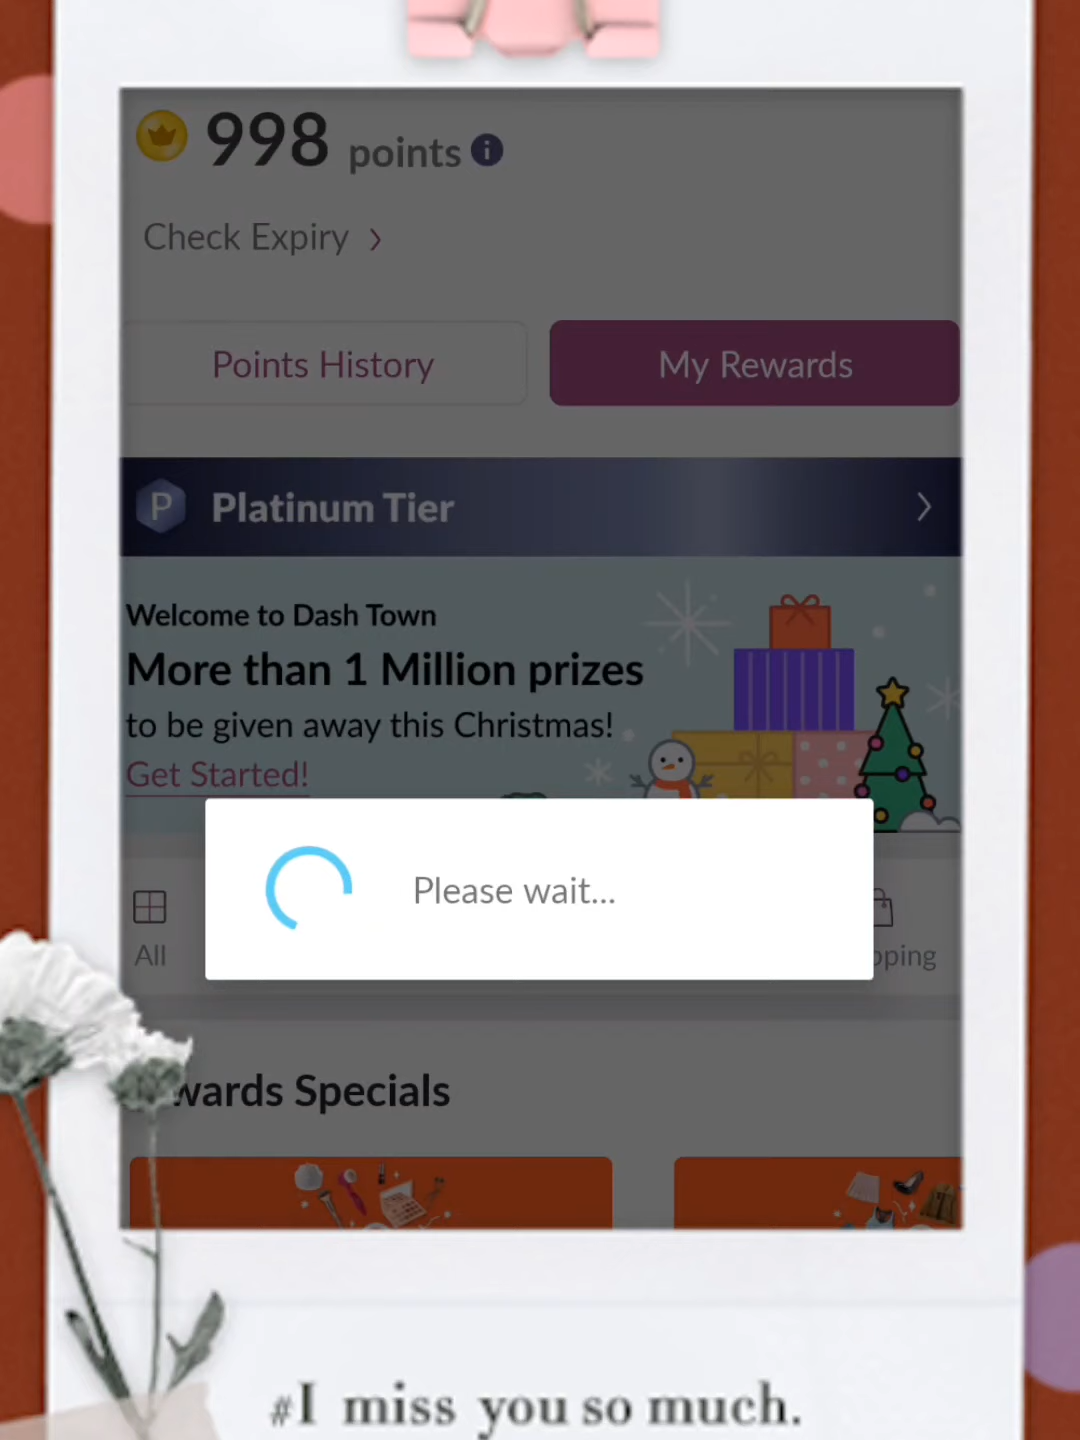 998 points i
Check Expiry >
Points History
My Rewards
P Platinum Tier >
Welcome to Dash Town
More than 1 Million prizes
to be given away this Christmas!
Get Started!
Please wait...
All
pping
wards Specials
#I miss you so much.